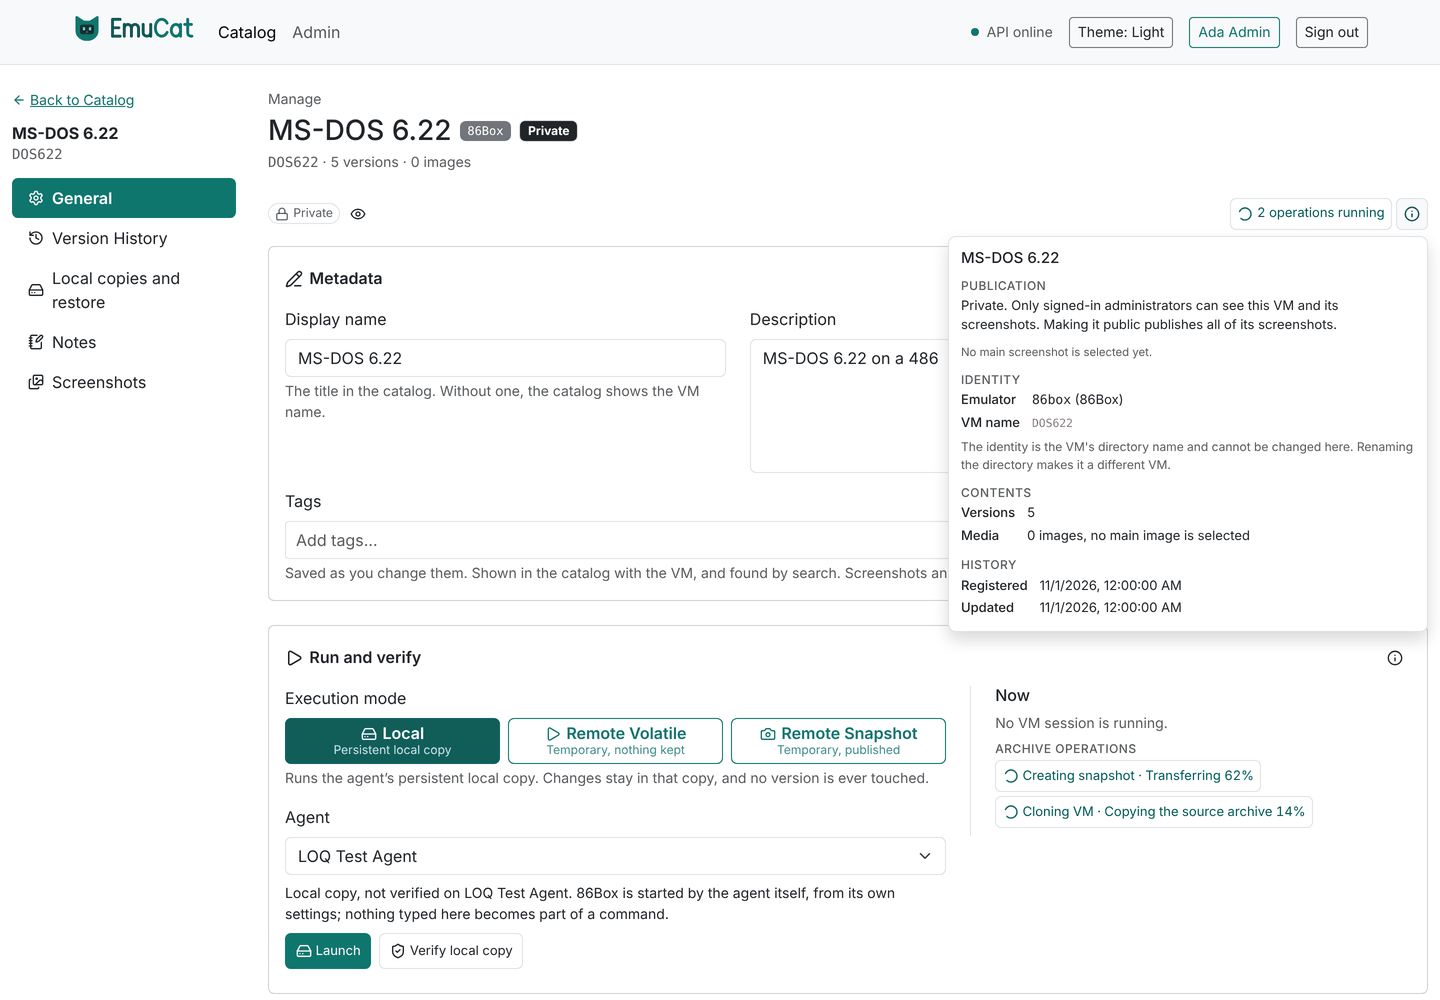 EmuCat
Catalog
Admin
API online
Theme: Light
Ada Admin
Sign out
Back to Catalog
MS-DOS 6.22
DOS622
General
Version History
Local copies and
restore
Notes
Screenshots
Manage
MS-DOS 6.22 86Box Private
DOS622 · 5 versions · 0 images
Private
2 operations running
Metadata
Display name
MS-DOS 6.22
The title in the catalog. Without one, the catalog shows the VM
name.
Description
MS-DOS 6.22 on a 486
Tags
Add tags...
Saved as you change them. Shown in the catalog with the VM, and found by search. Screenshots an
MS-DOS 6.22
PUBLICATION
Private. Only signed-in administrators can see this VM and its
screenshots. Making it public publishes all of its screenshots.
No main screenshot is selected yet.
IDENTITY
Emulator 86box (86Box)
VM name DOS622
The identity is the VM's directory name and cannot be changed here. Renaming
the directory makes it a different VM.
CONTENTS
Versions 5
Media 0 images, no main image is selected
HISTORY
Registered 11/1/2026, 12:00:00 AM
Updated 11/1/2026, 12:00:00 AM
Run and verify
Execution mode
Local
Persistent local copy
Remote Volatile
Temporary, nothing kept
Remote Snapshot
Temporary, published
Runs the agent's persistent local copy. Changes stay in that copy, and no version is ever touched.
Agent
LOQ Test Agent
Local copy, not verified on LOQ Test Agent. 86Box is started by the agent itself, from its own
settings; nothing typed here becomes part of a command.
Launch
Verify local copy
Now
No VM session is running.
ARCHIVE OPERATIONS
Creating snapshot · Transferring 62%
Cloning VM · Copying the source archive 14%